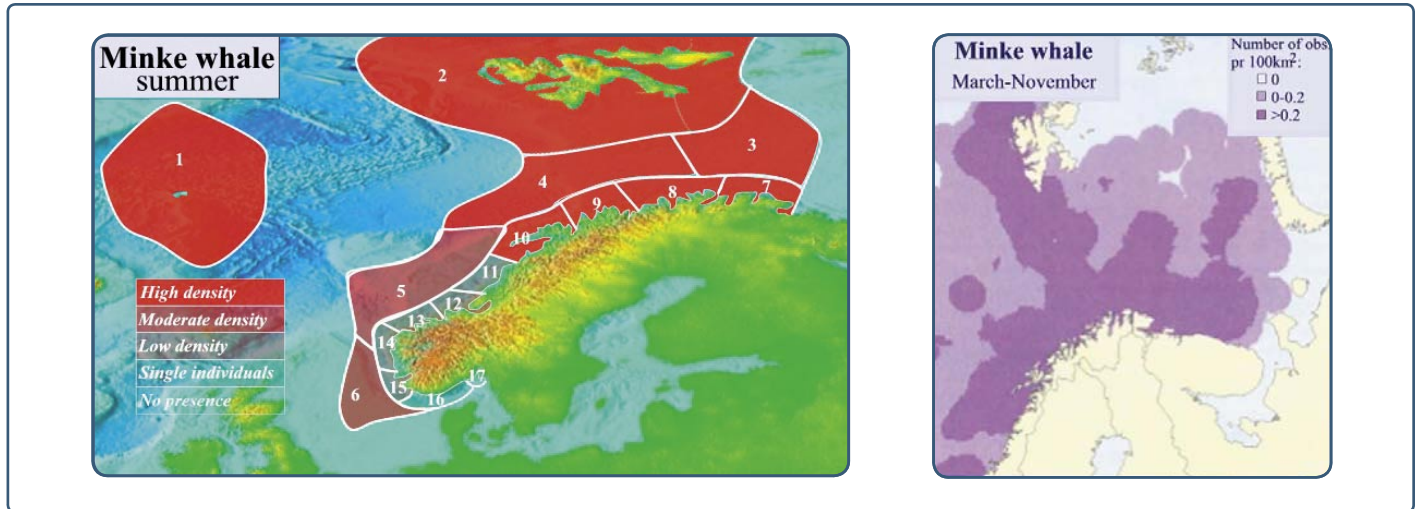 Minke whale
summer
1
2
3
4
5
6
7
8
9
10
11
12
13
14
15
16
17
High density
Moderate density
Low density
Single individuals
No presence
Minke whale
March-November
Number of obs
pr 100km²:
0
0-0.2
>0.2